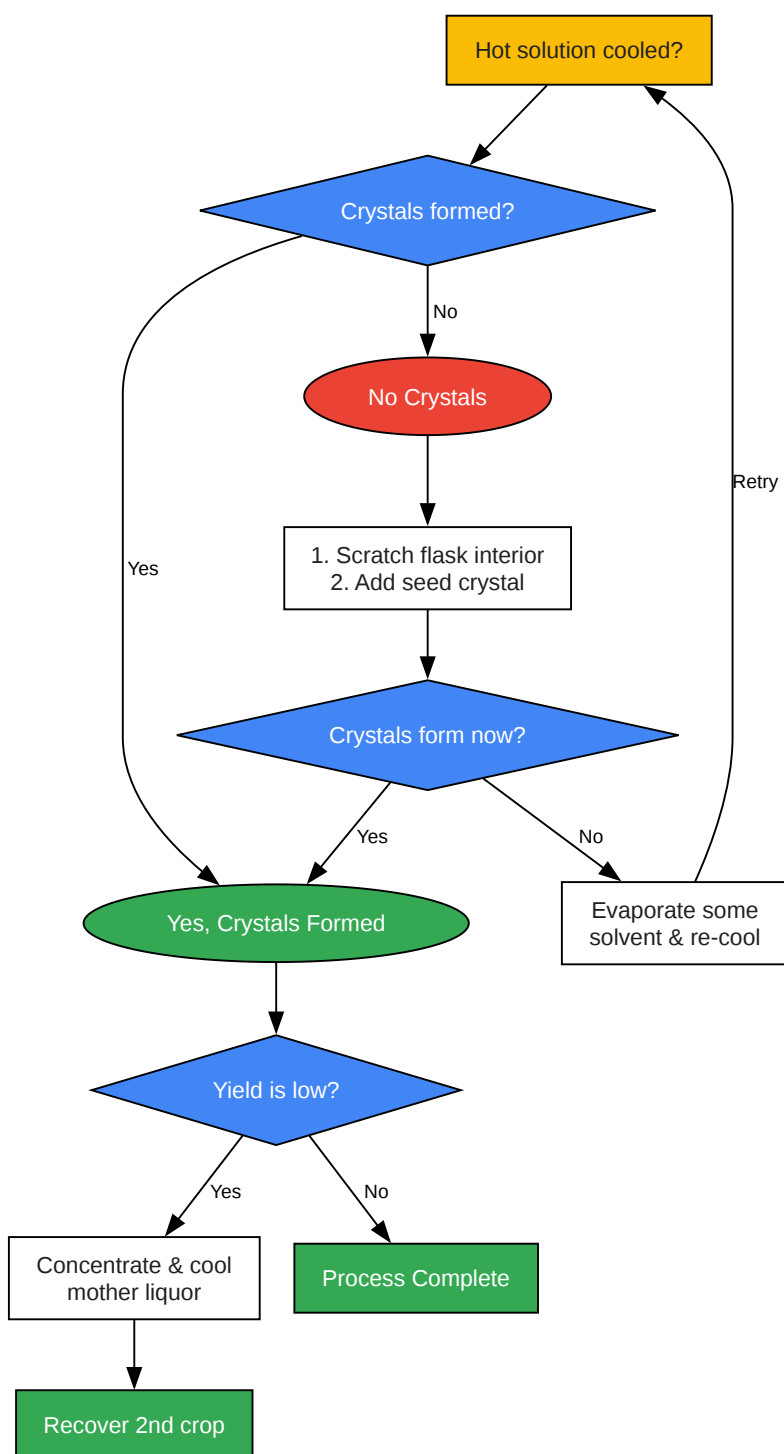 Hot solution cooled?
Crystals formed?
No
No Crystals
Retry
1. Scratch flask interior
2. Add seed crystal
Yes
Crystals form now?
Yes
No
Yes, Crystals Formed
Evaporate some
solvent & re-cool
Yield is low?
Yes
No
Concentrate & cool
mother liquor
Process Complete
Recover 2nd crop